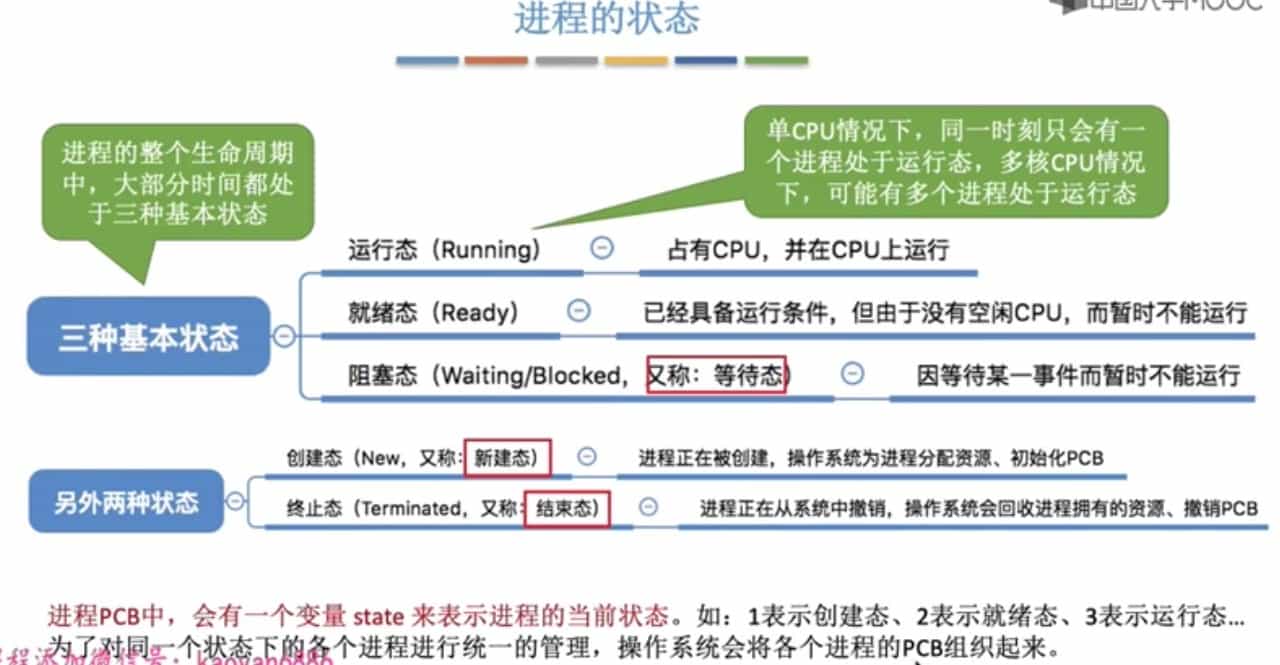 中国大学MOOC
进程的状态
进程的整个生命周期
中，大部分时间都处
于三种基本状态
单CPU情况下，同一时刻只会有一
个进程处于运行态，多核CPU情况
下，可能有多个进程处于运行态
三种基本状态
运行态（Running） 占有CPU，并在CPU上运行
就绪态（Ready） 已经具备运行条件，但由于没有空闲CPU，而暂时不能运行
阻塞态（Waiting/Blocked，又称：等待态） 因等待某一事件而暂时不能运行
另外两种状态
创建态（New，又称：新建态） 进程正在被创建，操作系统为进程分配资源、初始化PCB
终止态（Terminated，又称：结束态） 进程正在从系统中撤销，操作系统会回收进程拥有的资源、撤销PCB
进程PCB中，会有一个变量 state 来表示进程的当前状态。如：1表示创建态、2表示就绪态、3表示运行态…
为了对同一个状态下的各个进程进行统一的管理，操作系统会将各个进程的PCB组织起来。